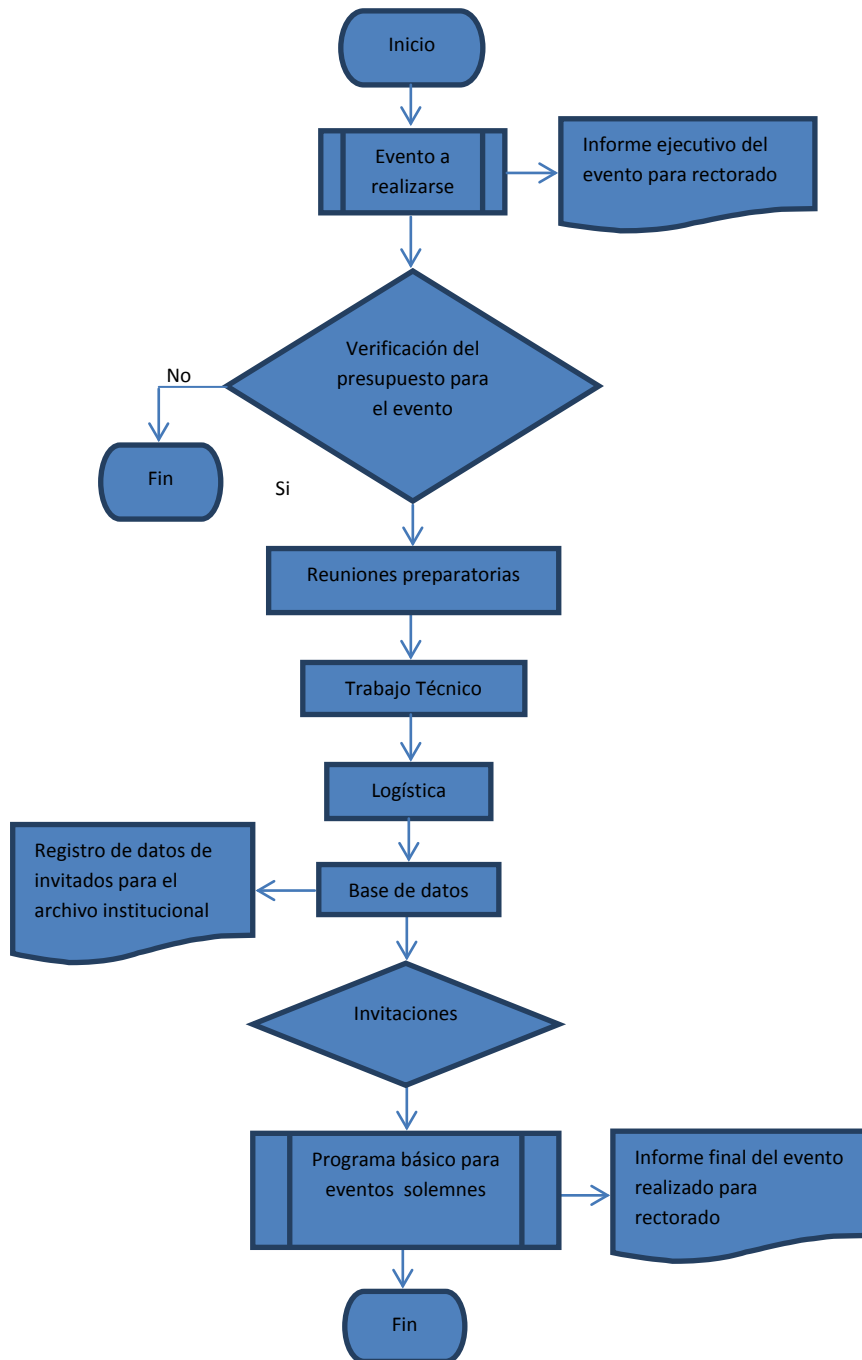 Inicio
Evento a
realizarse
Informe ejecutivo del
evento para rectorado
Verificación del
presupuesto para
el evento
No
Fin
Si
Reuniones preparatorias
Trabajo Técnico
Logística
Registro de datos de
invitados para el
archivo institucional
Base de datos
Invitaciones
Programa básico para
eventos solemnes
Informe final del evento
realizado para
rectorado
Fin